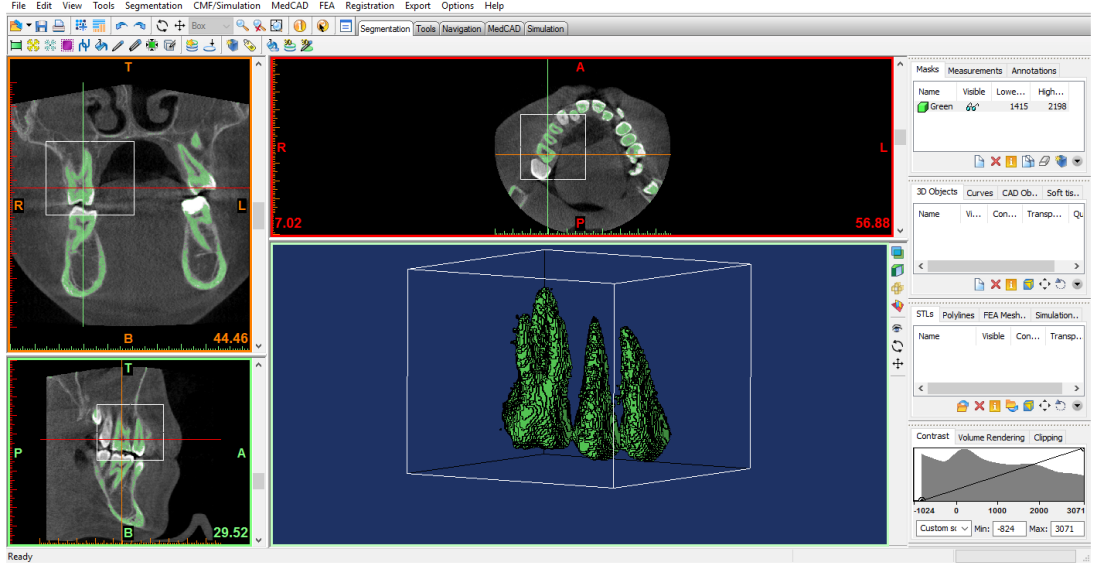 File Edit View Tools Segmentation CMF/Simulation MedCAD FEA Registration Export Options Help
Box Segmentation Tools Navigation MedCAD Simulation
T
R
L
B
44.46
T
P
A
B
29.52
A
R
L
P
7.02
56.88
Masks Measurements Annotations
Name Visible Lowe... High...
Green 1415 2198
3D Objects Curves CAD Ob.. Soft tis..
Name Vi... Con... Transp... Qu
STLs Polylines FEA Mesh.. Simulation..
Name Visible Con... Transp..
Contrast Volume Rendering Clipping
-1024 0 1000 2000 3071
Custom sc Min: -824 Max: 3071
Ready